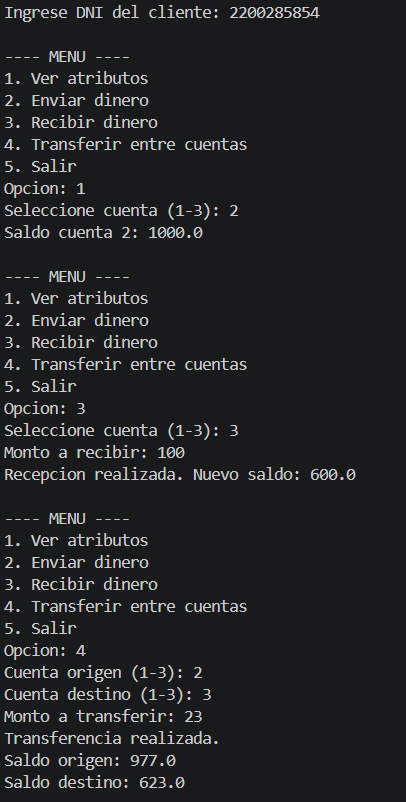 Ingrese DNI del cliente: 2200285854
---- MENU ----
1. Ver atributos
2. Enviar dinero
3. Recibir dinero
4. Transferir entre cuentas
5. Salir
Opcion: 1
Seleccione cuenta (1-3): 2
Saldo cuenta 2: 1000.0
---- MENU ----
1. Ver atributos
2. Enviar dinero
3. Recibir dinero
4. Transferir entre cuentas
5. Salir
Opcion: 3
Seleccione cuenta (1-3): 3
Monto a recibir: 100
Recepcion realizada. Nuevo saldo: 600.0
---- MENU ----
1. Ver atributos
2. Enviar dinero
3. Recibir dinero
4. Transferir entre cuentas
5. Salir
Opcion: 4
Cuenta origen (1-3): 2
Cuenta destino (1-3): 3
Monto a transferir: 23
Transferencia realizada.
Saldo origen: 977.0
Saldo destino: 623.0